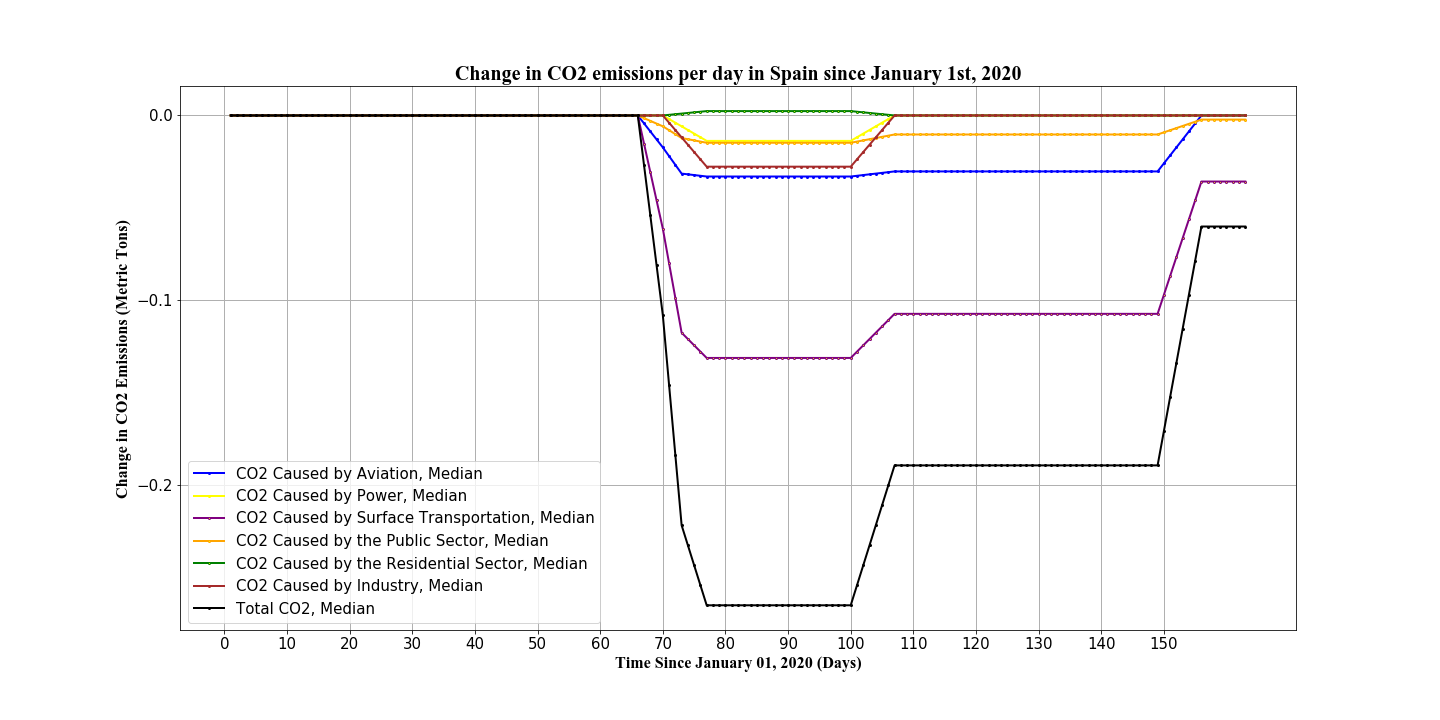 Change in CO2 emissions per day in Spain since January 1st, 2020
Change in CO2 Emissions (Metric Tons)
0.0
−0.1
−0.2
CO2 Caused by Aviation, Median
CO2 Caused by Power, Median
CO2 Caused by Surface Transportation, Median
CO2 Caused by the Public Sector, Median
CO2 Caused by the Residential Sector, Median
CO2 Caused by Industry, Median
Total CO2, Median
0 10 20 30 40 50 60 70 80 90 100 110 120 130 140 150
Time Since January 01, 2020 (Days)